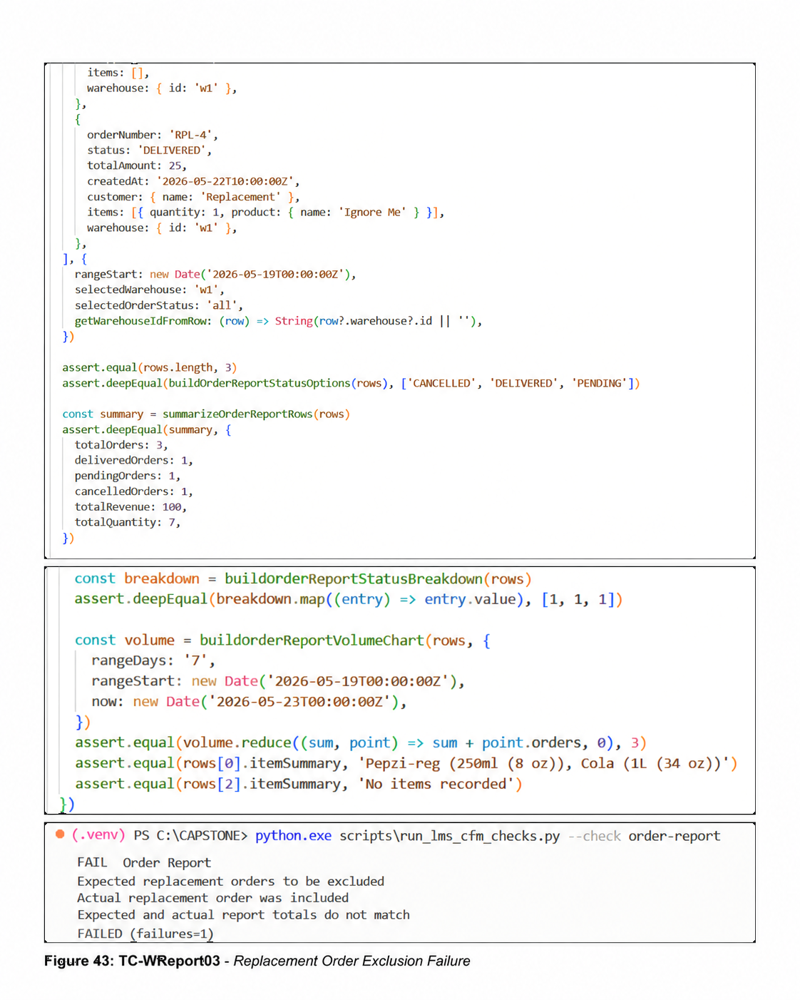 items: [],
warehouse: { id: 'w1' },
},
{
orderNumber: 'RPL-4',
status: 'DELIVERED',
totalAmount: 25,
createdAt: '2026-05-22T10:00:00Z',
customer: { name: 'Replacement' },
items: [{ quantity: 1, product: { name: 'Ignore Me' } }],
warehouse: { id: 'w1' },
},
], {
rangeStart: new Date('2026-05-19T00:00:00Z'),
selectedWarehouse: 'w1',
selectedOrderStatus: 'all',
getWarehouseIdFromRow: (row) => String(row?.warehouse?.id || ''),
})
assert.equal(rows.length, 3)
assert.deepEqual(buildOrderReportStatusOptions(rows), ['CANCELLED', 'DELIVERED', 'PENDING'])
const summary = summarizeOrderReportRows(rows)
assert.deepEqual(summary, {
totalOrders: 3,
deliveredOrders: 1,
pendingOrders: 1,
cancelledOrders: 1,
totalRevenue: 100,
totalQuantity: 7,
})
const breakdown = buildorderReportStatusBreakdown(rows)
assert.deepEqual(breakdown.map((entry) => entry.value), [1, 1, 1])
const volume = buildorderReportVolumeChart(rows, {
rangeDays: '7',
rangeStart: new Date('2026-05-19T00:00:00Z'),
now: new Date('2026-05-23T00:00:00Z'),
})
assert.equal(volume.reduce((sum, point) => sum + point.orders, 0), 3)
assert.equal(rows[0].itemSummary, 'Pepzi-reg (250ml (8 oz)), Cola (1L (34 oz))')
assert.equal(rows[2].itemSummary, 'No items recorded')
})
(.venv) PS C:\CAPSTONE> python.exe scripts\run_lms_cfm_checks.py --check order-report
FAIL Order Report
Expected replacement orders to be excluded
Actual replacement order was included
Expected and actual report totals do not match
FAILED (failures=1)
Figure 43: TC-WReport03 - Replacement Order Exclusion Failure